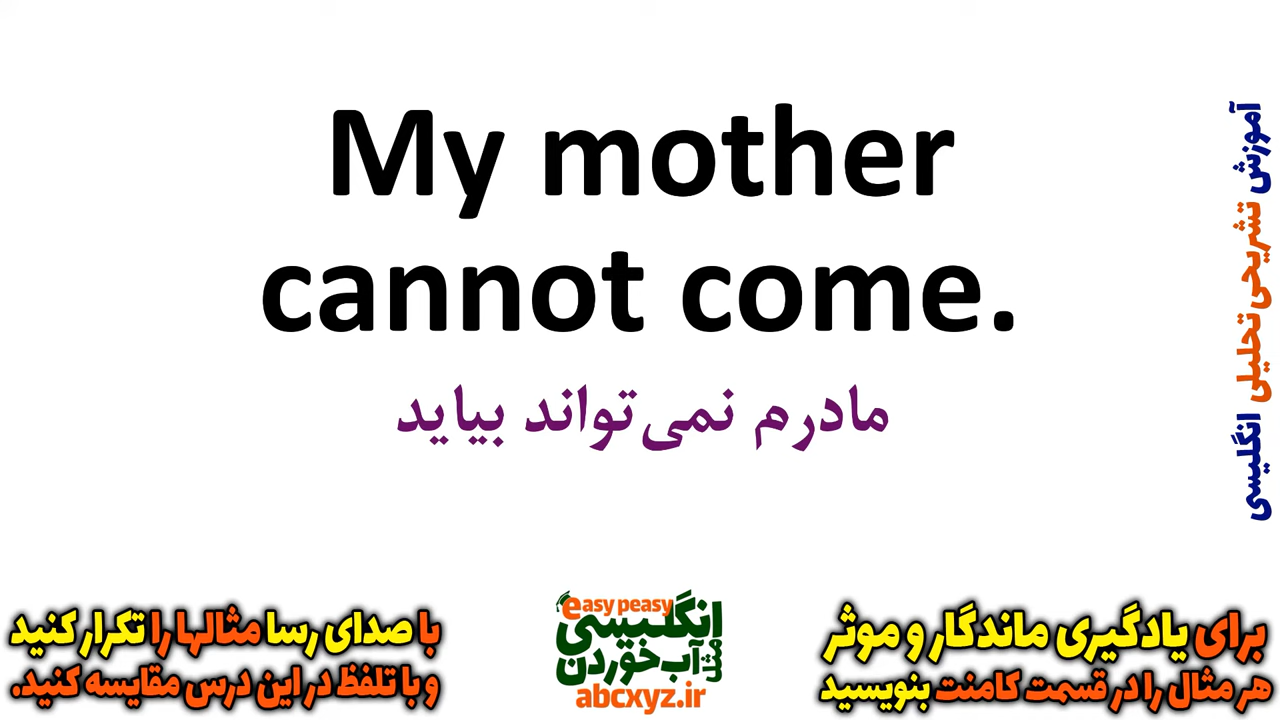 My mother
cannot come.
مادرم نمی‌تواند بیاید
آموزش تشریحی تحلیلی انگلیسی
برای یادگیری ماندگار و موثر
هر مثال را در قسمت کامنت بنویسید
easy peasy
انگلیسی
مثل
آب خوردن
abcxyz.ir
با صدای رسا مثالها را تکرار کنید
و با تلفظ در این درس مقایسه کنید.